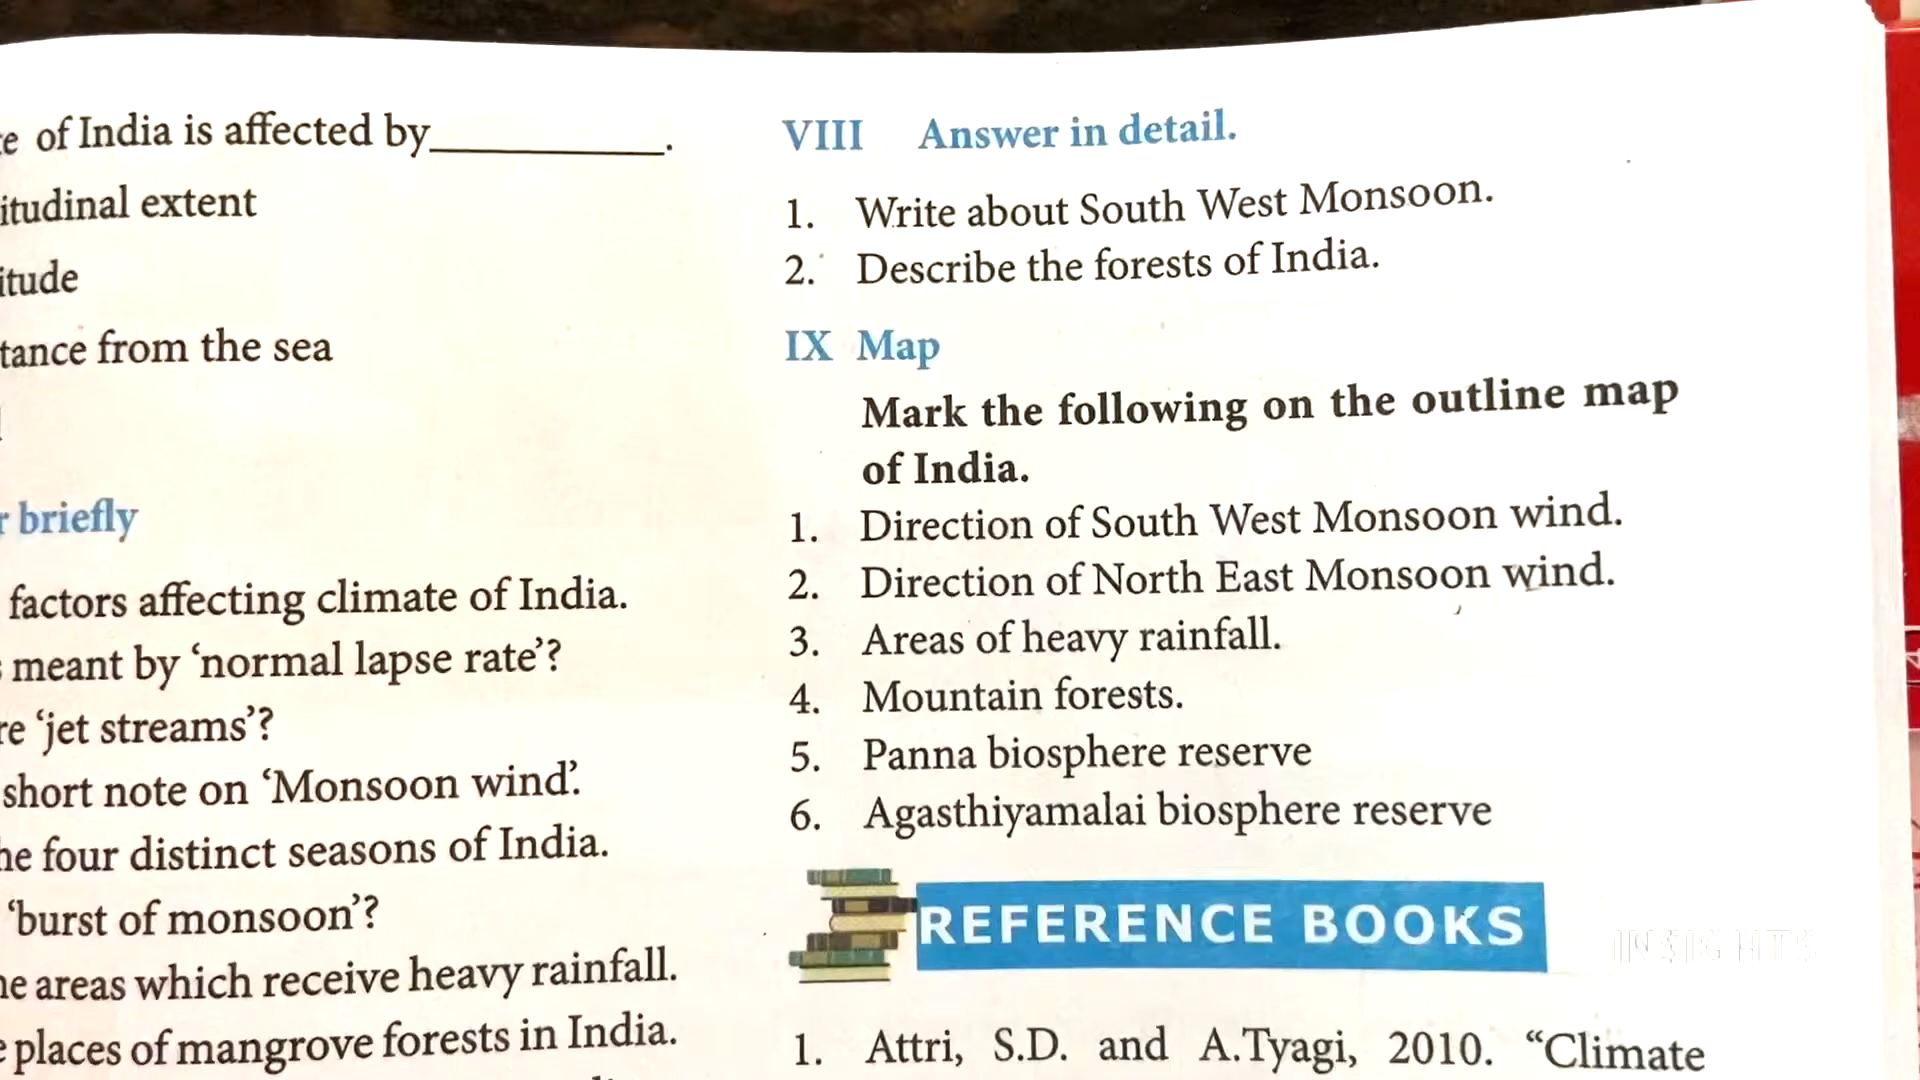 of India is affected by__________.
itudinal extent
itude
tance from the sea
briefly
factors affecting climate of India.
meant by ‘normal lapse rate’?
‘jet streams’?
short note on ‘Monsoon wind’.
four distinct seasons of India.
‘burst of monsoon’?
areas which receive heavy rainfall.
places of mangrove forests in India.
VIII Answer in detail.
1. Write about South West Monsoon.
2. Describe the forests of India.
IX Map
Mark the following on the outline map
of India.
1. Direction of South West Monsoon wind.
2. Direction of North East Monsoon wind.
3. Areas of heavy rainfall.
4. Mountain forests.
5. Panna biosphere reserve
6. Agasthiyamalai biosphere reserve
REFERENCE BOOKS
INSIGHTS
1. Attri, S.D. and A.Tyagi, 2010. “Climate